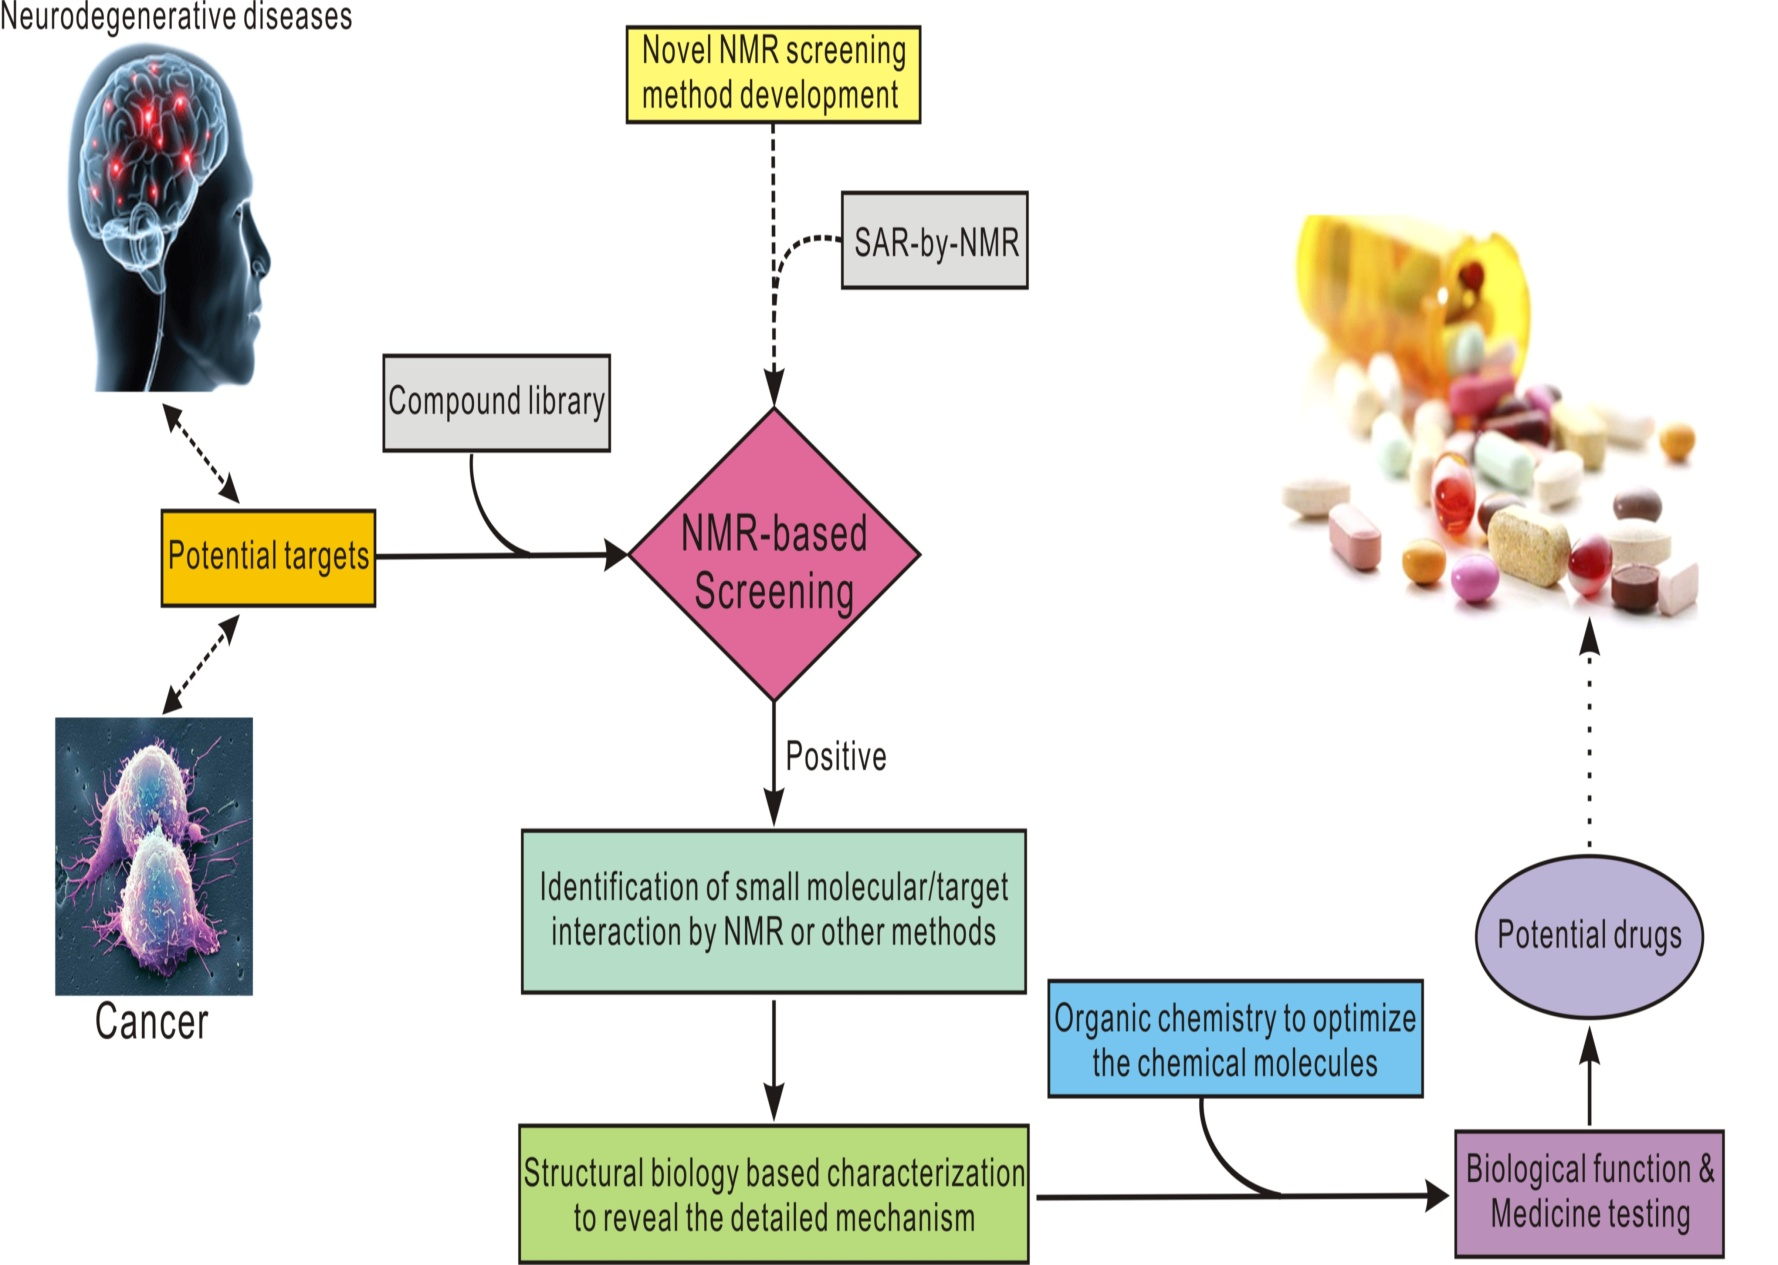 Neurodegenerative diseases
Novel NMR screening
method development
SAR-by-NMR
Compound library
Potential targets
NMR-based
Screening
Cancer
Positive
Identification of small molecular/target
interaction by NMR or other methods
Structural biology based characterization
to reveal the detailed mechanism
Organic chemistry to optimize
the chemical molecules
Biological function &
Medicine testing
Potential drugs